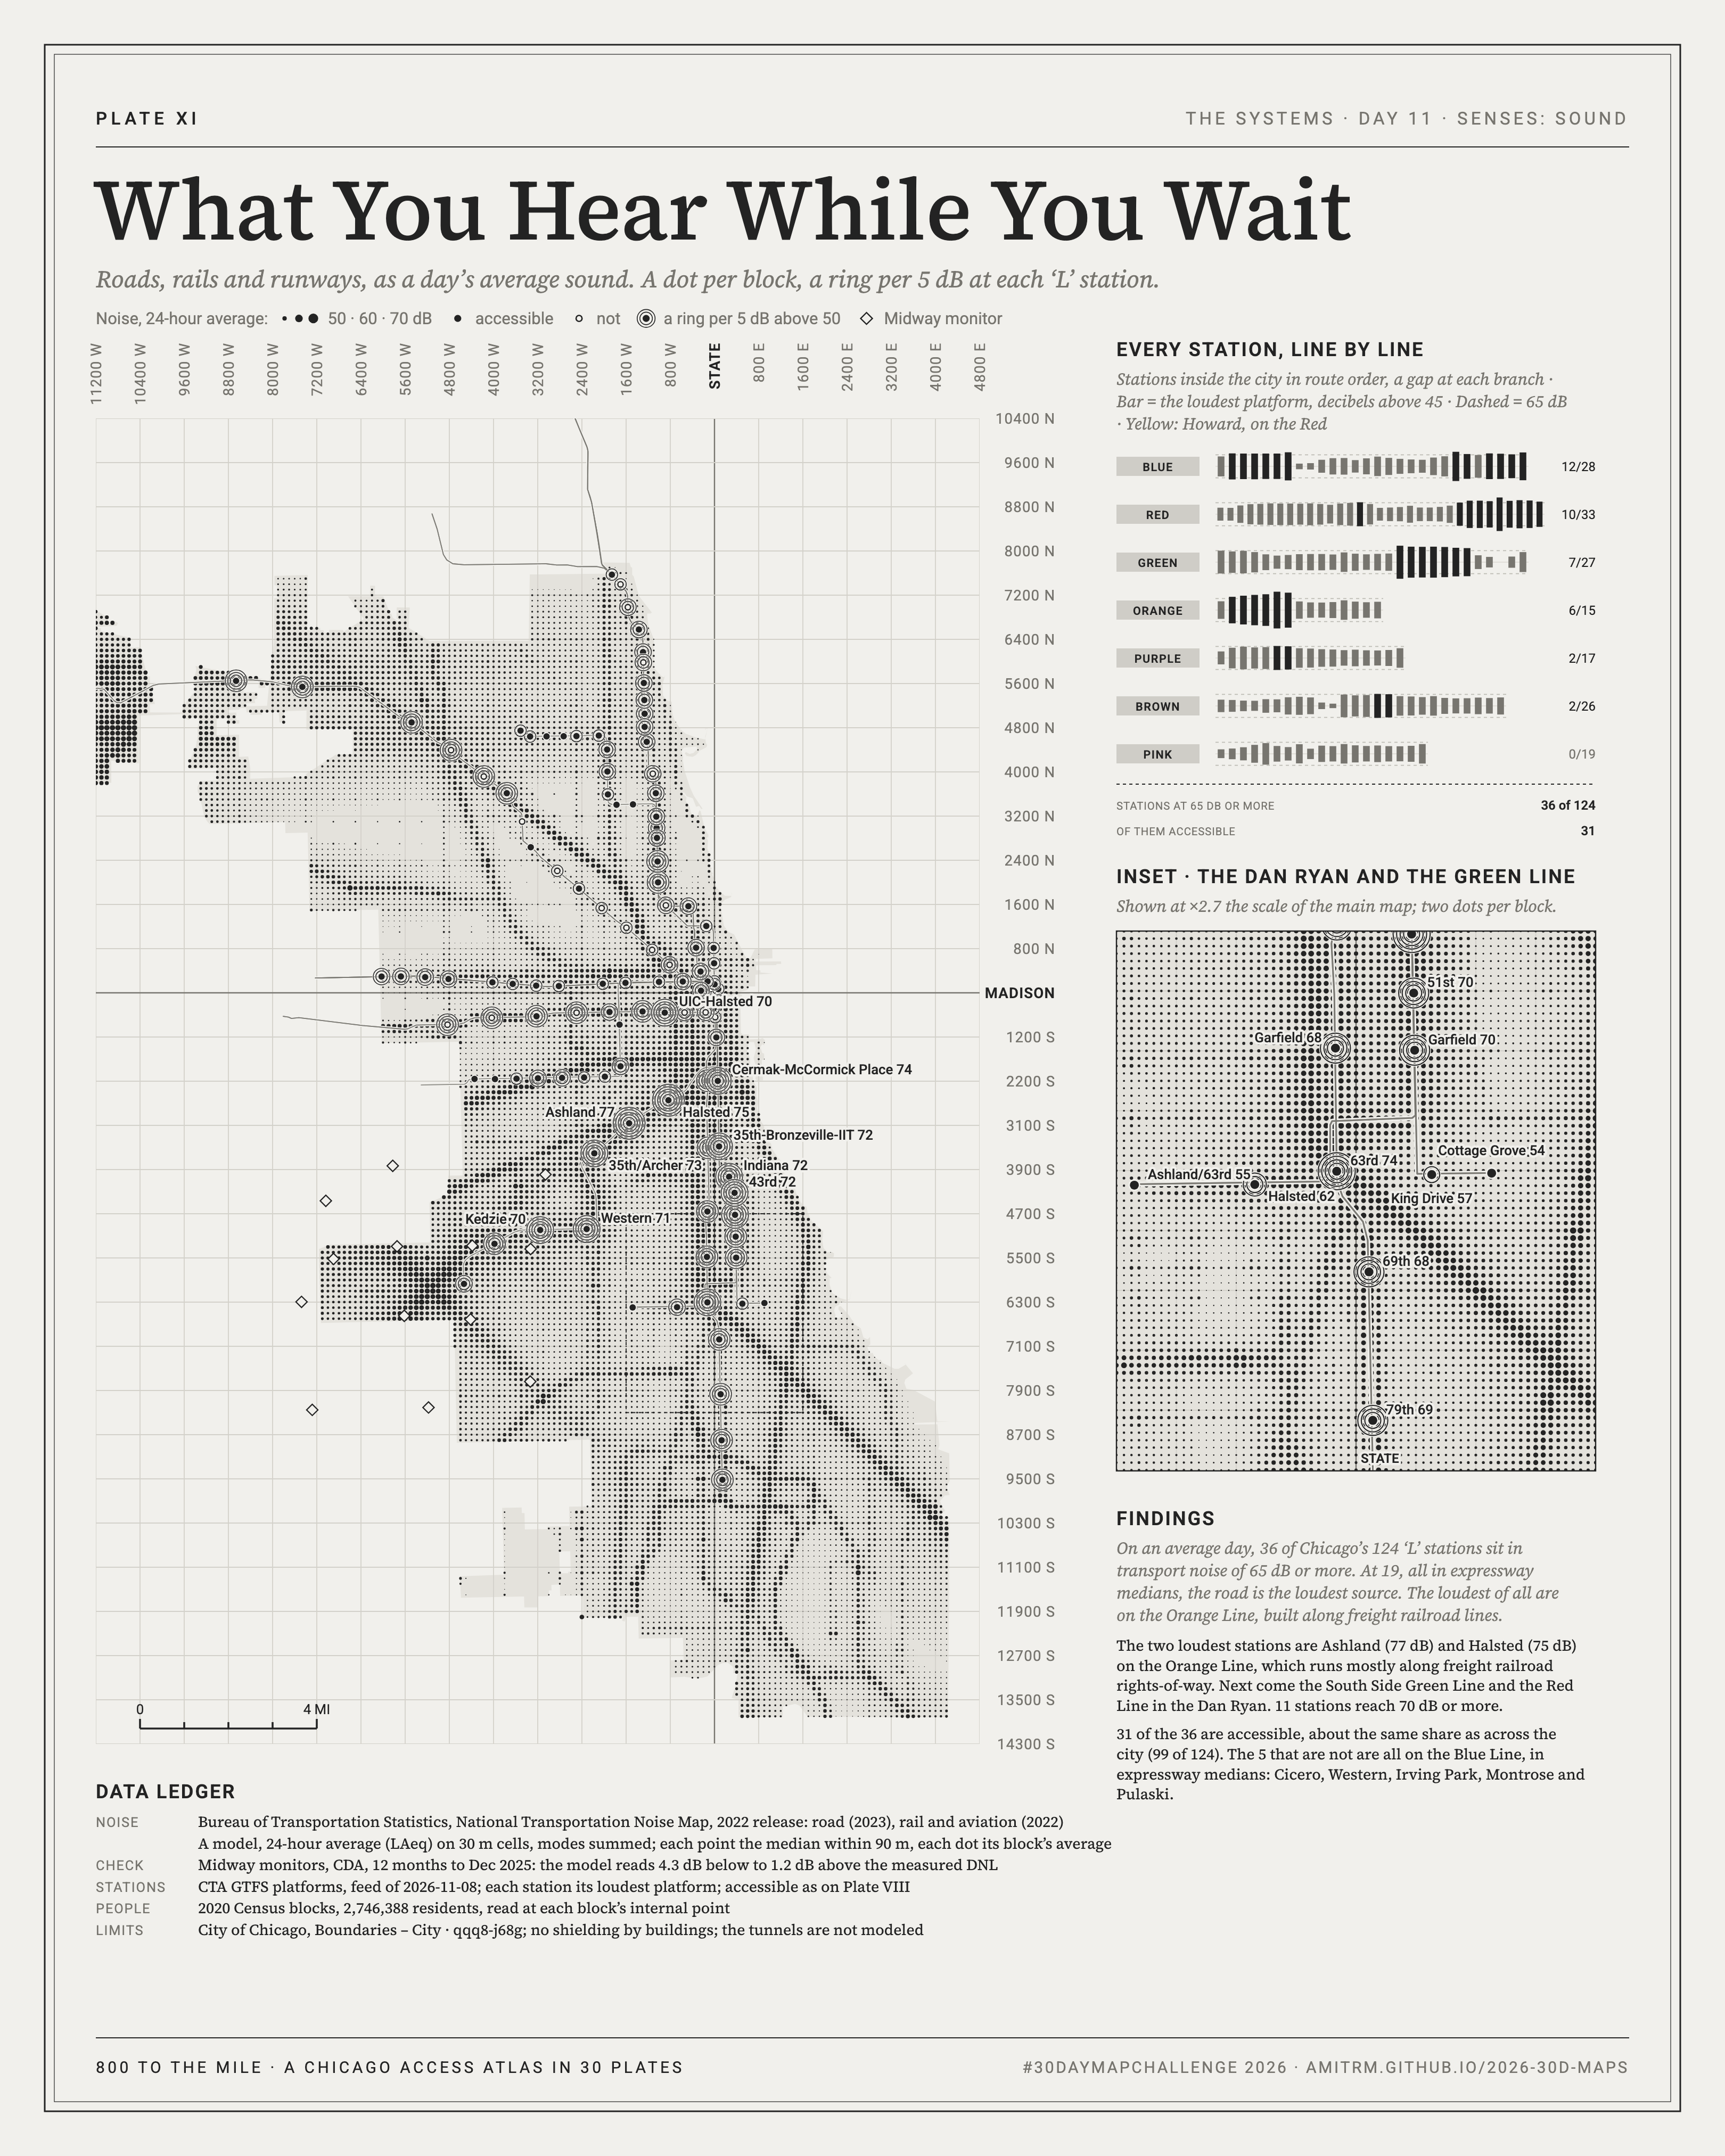 PLATE XI
THE SYSTEMS · DAY 11 · SENSES: SOUND
What You Hear While You Wait
Roads, rails and runways, as a day’s average sound. A dot per block, a ring per 5 dB at each ‘L’ station.
Noise, 24-hour average: 50 · 60 · 70 dB accessible not a ring per 5 dB above 50 Midway monitor
11200 W
10400 W
9600 W
8800 W
8000 W
7200 W
6400 W
5600 W
4800 W
4000 W
3200 W
2400 W
1600 W
800 W
STATE
800 E
1600 E
2400 E
3200 E
4000 E
4800 E
10400 N
9600 N
8800 N
8000 N
7200 N
6400 N
5600 N
4800 N
4000 N
3200 N
2400 N
1600 N
800 N
MADISON
1200 S
2200 S
3100 S
3900 S
4700 S
5500 S
6300 S
7100 S
7900 S
8700 S
9500 S
10300 S
11100 S
11900 S
12700 S
13500 S
14300 S
UIC-Halsted 70
Cermak-McCormick Place 74
Ashland 77
Halsted 75
35th-Bronzeville-IIT 72
35th/Archer 73
Indiana 72
43rd 72
Kedzie 70
Western 71
0 4 MI
EVERY STATION, LINE BY LINE
Stations inside the city in route order, a gap at each branch ·
Bar = the loudest platform, decibels above 45 · Dashed = 65 dB
· Yellow: Howard, on the Red
BLUE 12/28
RED 10/33
GREEN 7/27
ORANGE 6/15
PURPLE 2/17
BROWN 2/26
PINK 0/19
STATIONS AT 65 DB OR MORE 36 of 124
OF THEM ACCESSIBLE 31
INSET · THE DAN RYAN AND THE GREEN LINE
Shown at ×2.7 the scale of the main map; two dots per block.
51st 70
Garfield 68
Garfield 70
63rd 74
Cottage Grove 54
Ashland/63rd 55
Halsted 62
King Drive 57
69th 68
79th 69
STATE
FINDINGS
On an average day, 36 of Chicago’s 124 ‘L’ stations sit in
transport noise of 65 dB or more. At 19, all in expressway
medians, the road is the loudest source. The loudest of all are
on the Orange Line, built along freight railroad lines.
The two loudest stations are Ashland (77 dB) and Halsted (75 dB)
on the Orange Line, which runs mostly along freight railroad
rights-of-way. Next come the South Side Green Line and the Red
Line in the Dan Ryan. 11 stations reach 70 dB or more.
31 of the 36 are accessible, about the same share as across the
city (99 of 124). The 5 that are not are all on the Blue Line, in
expressway medians: Cicero, Western, Irving Park, Montrose and
Pulaski.
DATA LEDGER
NOISE Bureau of Transportation Statistics, National Transportation Noise Map, 2022 release: road (2023), rail and aviation (2022)
A model, 24-hour average (LAeq) on 30 m cells, modes summed; each point the median within 90 m, each dot its block’s average
CHECK Midway monitors, CDA, 12 months to Dec 2025: the model reads 4.3 dB below to 1.2 dB above the measured DNL
STATIONS CTA GTFS platforms, feed of 2026-11-08; each station its loudest platform; accessible as on Plate VIII
PEOPLE 2020 Census blocks, 2,746,388 residents, read at each block’s internal point
LIMITS City of Chicago, Boundaries – City · qqq8-j68g; no shielding by buildings; the tunnels are not modeled
800 TO THE MILE · A CHICAGO ACCESS ATLAS IN 30 PLATES
#30DAYMAPCHALLENGE 2026 · AMITRM.GITHUB.IO/2026-30D-MAPS